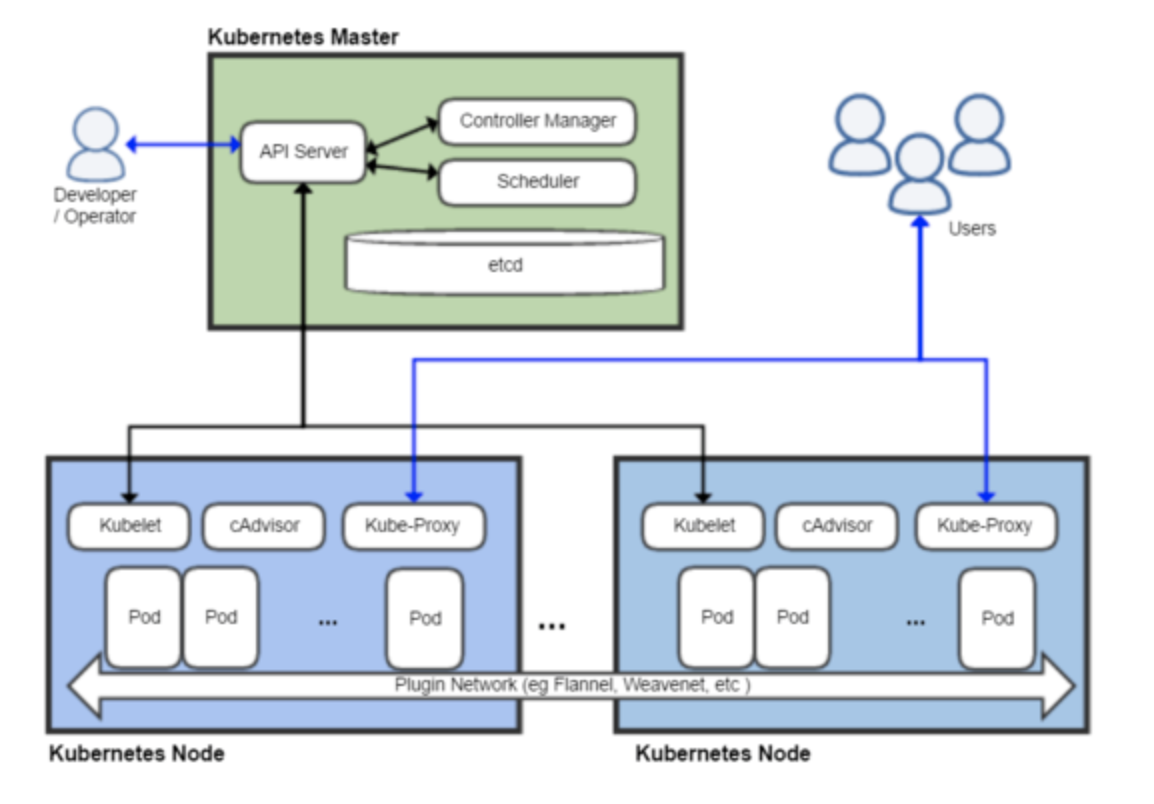 Kubernetes Master
API Server
Controller Manager
Scheduler
etcd
Developer
/ Operator
Users
Kubelet
cAdvisor
Kube-Proxy
Pod
Pod
...
Pod
...
Kubelet
cAdvisor
Kube-Proxy
Pod
Pod
...
Pod
Plugin Network (eg Flannel, Weavenet, etc )
Kubernetes Node
Kubernetes Node